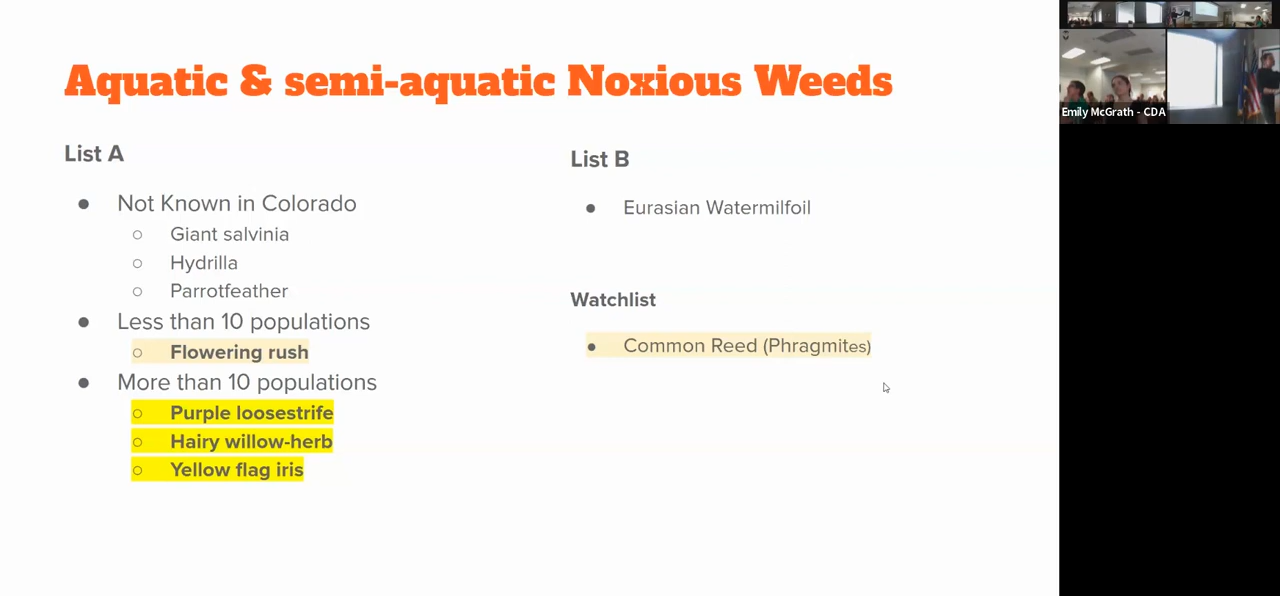 Aquatic & semi-aquatic Noxious Weeds
List A
● Not Known in Colorado
○ Giant salvinia
○ Hydrilla
○ Parrotfeather
● Less than 10 populations
○ Flowering rush
● More than 10 populations
○ Purple loosestrife
○ Hairy willow-herb
○ Yellow flag iris
List B
● Eurasian Watermilfoil
Watchlist
● Common Reed (Phragmites)
Emily McGrath - CDA